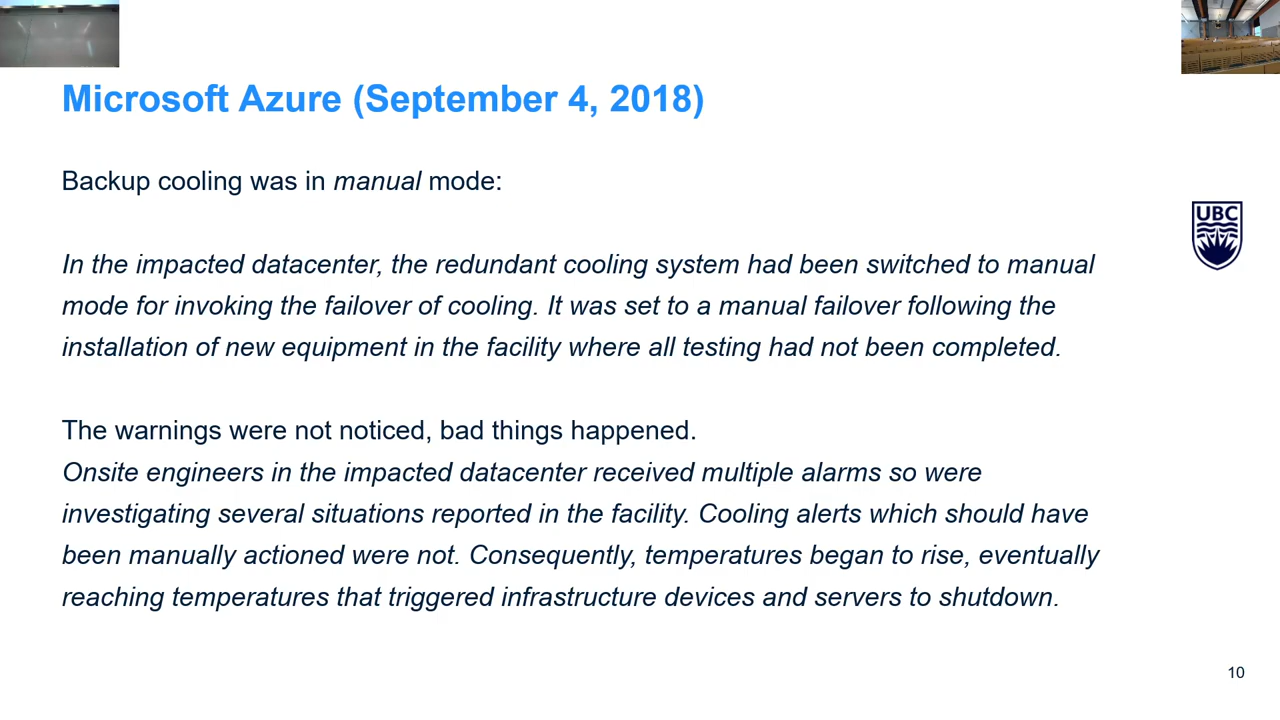 Microsoft Azure (September 4, 2018)
Backup cooling was in manual mode:
UBC
In the impacted datacenter, the redundant cooling system had been switched to manual
mode for invoking the failover of cooling. It was set to a manual failover following the
installation of new equipment in the facility where all testing had not been completed.
The warnings were not noticed, bad things happened.
Onsite engineers in the impacted datacenter received multiple alarms so were
investigating several situations reported in the facility. Cooling alerts which should have
been manually actioned were not. Consequently, temperatures began to rise, eventually
reaching temperatures that triggered infrastructure devices and servers to shutdown.
10